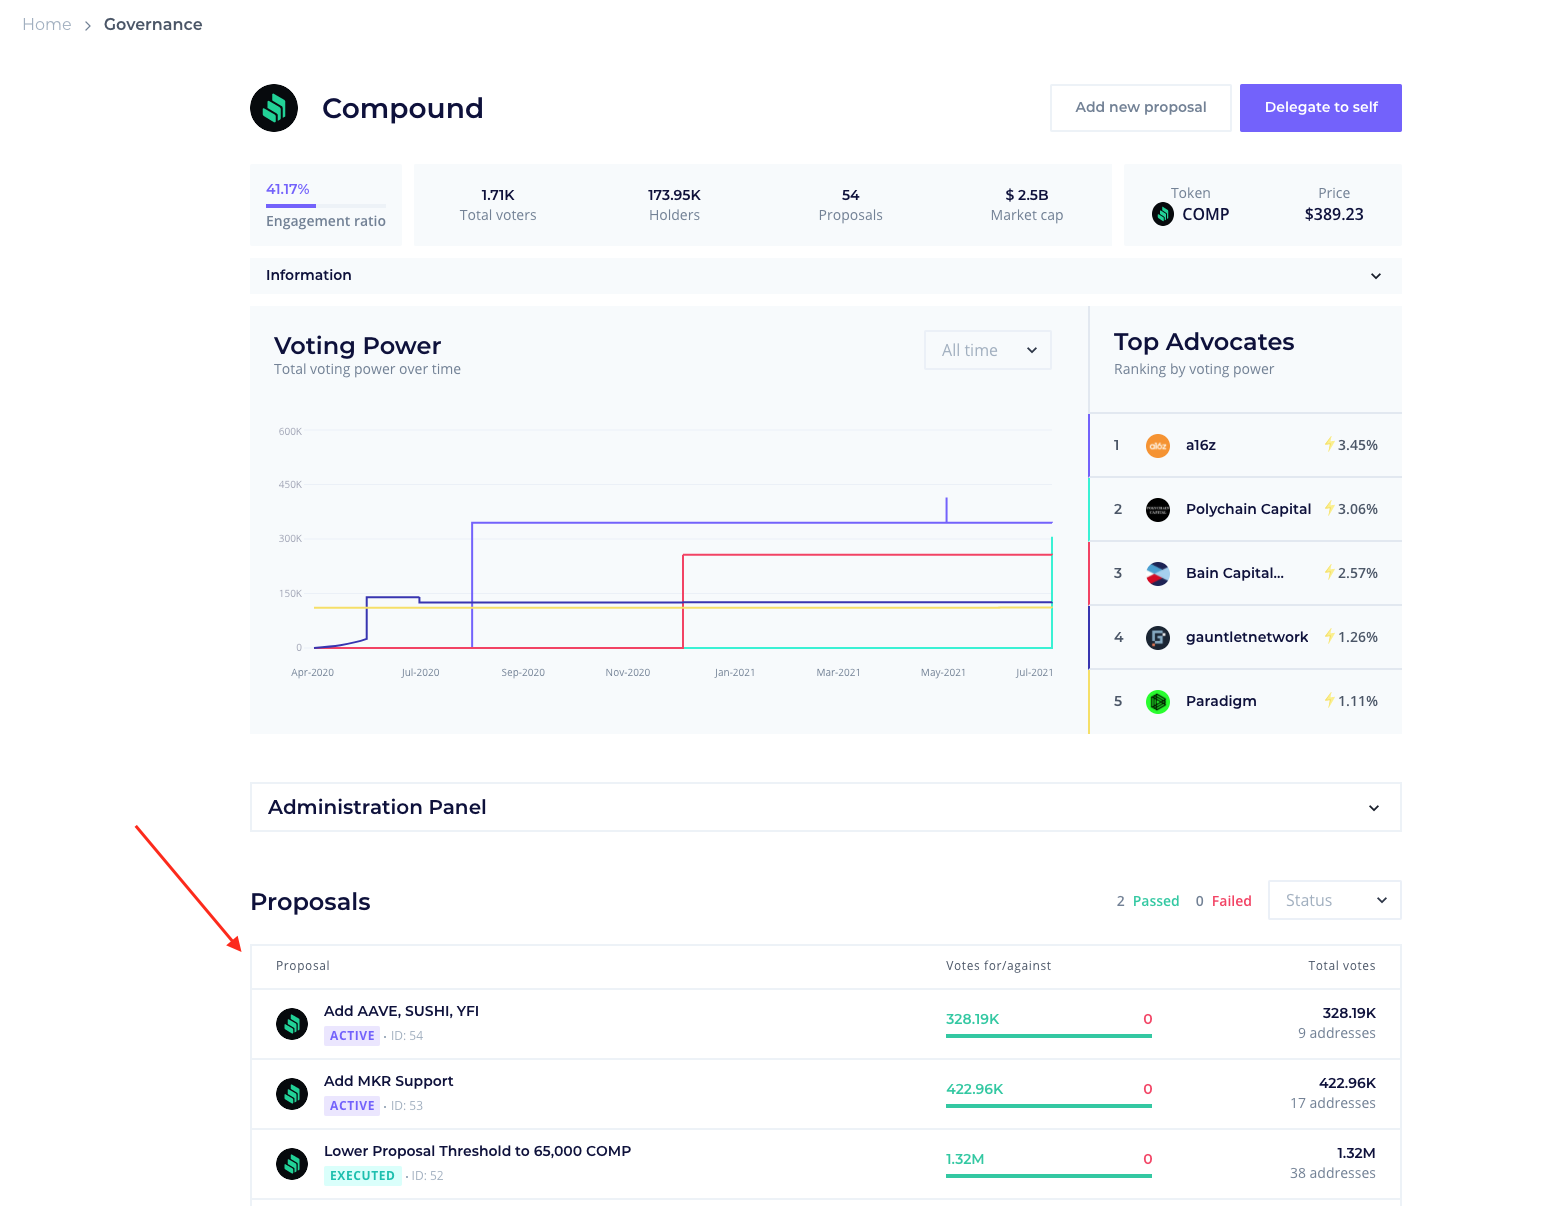 Home > Governance
Compound
Add new proposal
Delegate to self
41.17%
Engagement ratio
1.71K
Total voters
173.95K
Holders
54
Proposals
$ 2.5B
Market cap
Token
COMP
Price
$389.23
Information
Voting Power
Total voting power over time
All time
600K
450K
300K
150K
0
Apr-2020 Jul-2020 Sep-2020 Nov-2020 Jan-2021 Mar-2021 May-2021 Jul-2021
Top Advocates
Ranking by voting power
1 a16z a16z 3.45%
2 Polychain Capital 3.06%
3 Bain Capital... 2.57%
4 gauntletnetwork 1.26%
5 Paradigm 1.11%
Administration Panel
Proposals
2 Passed 0 Failed
Status
Proposal Votes for/against Total votes
Add AAVE, SUSHI, YFI
ACTIVE · ID: 54
328.19K 0
328.19K
9 addresses
Add MKR Support
ACTIVE · ID: 53
422.96K 0
422.96K
17 addresses
Lower Proposal Threshold to 65,000 COMP
EXECUTED · ID: 52
1.32M 0
1.32M
38 addresses